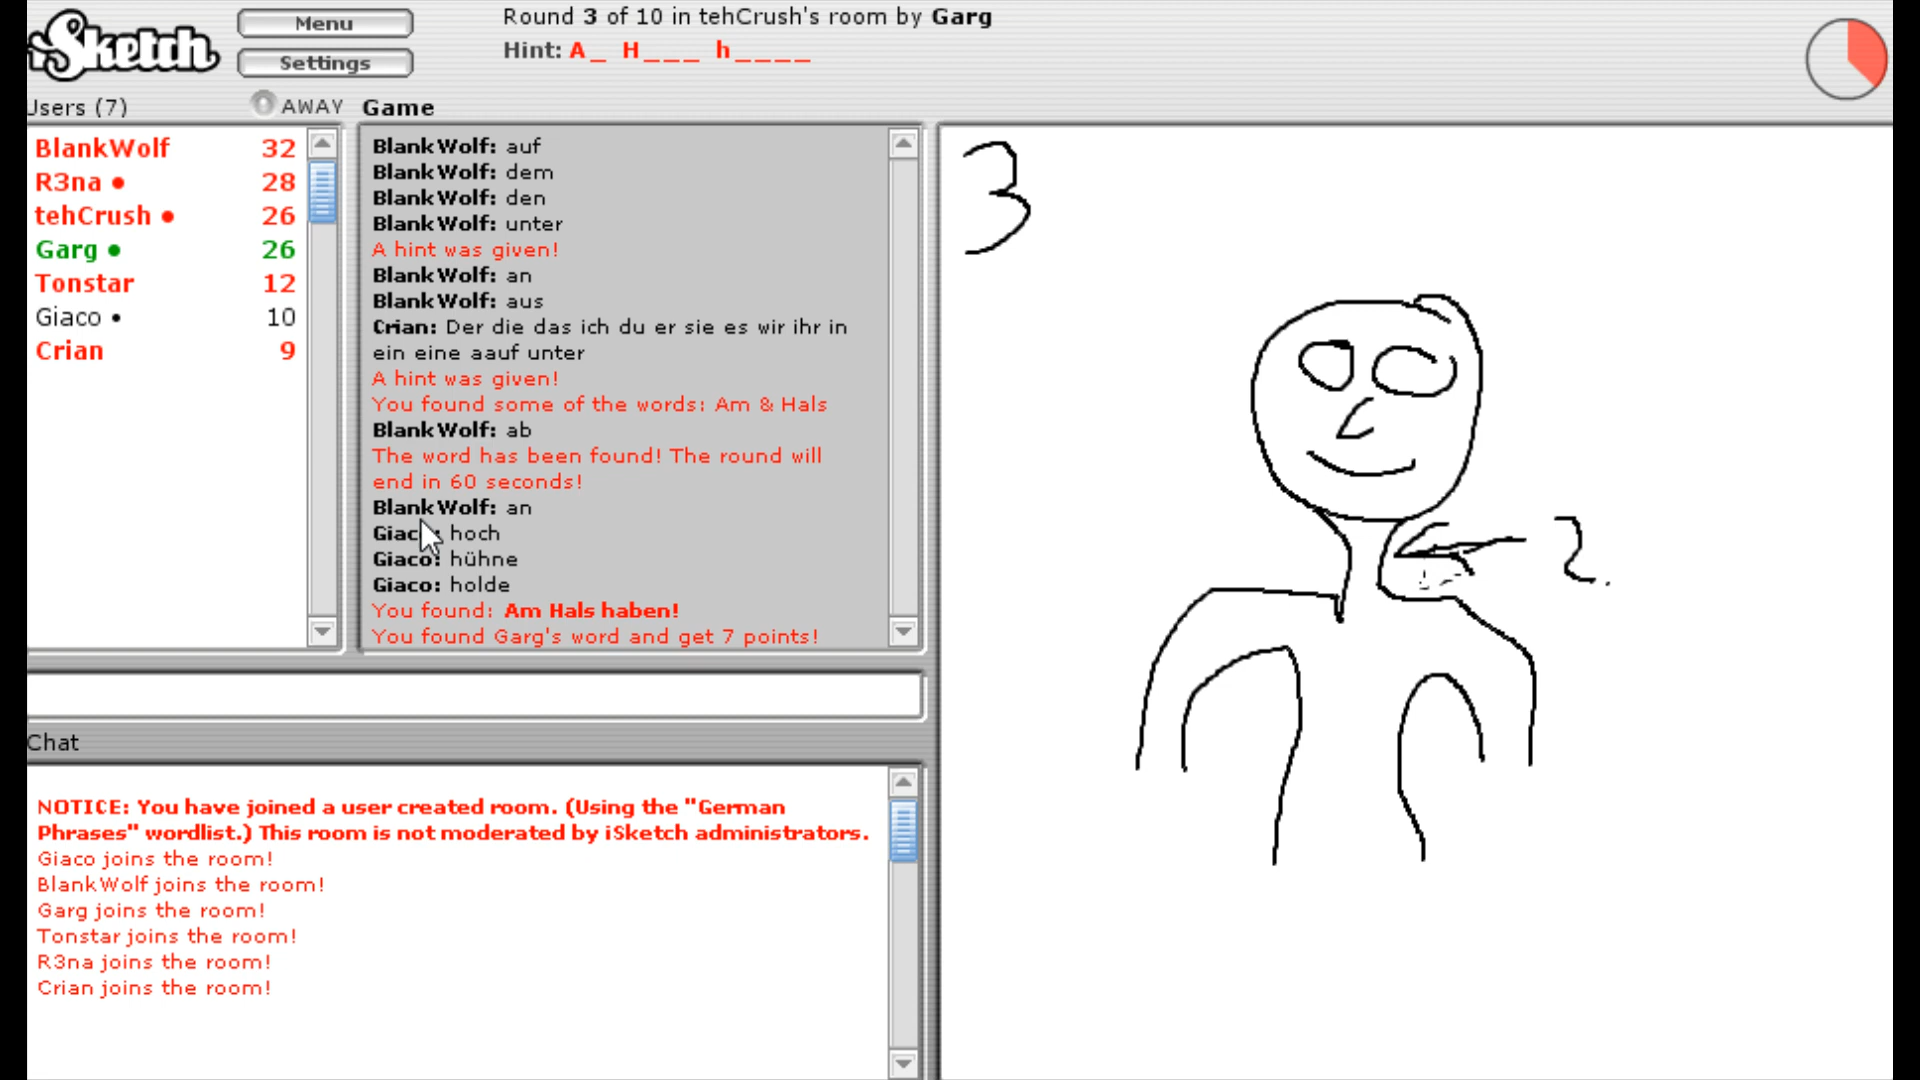 iSketch
Menu
Settings
Round 3 of 10 in tehCrush's room by Garg
Hint: A_ H___ h____
Users (7)
AWAY
Game
BlankWolf 32
R3na 28
tehCrush 26
Garg 26
Tonstar 12
Giaco 10
Crian 9
BlankWolf: auf
BlankWolf: dem
BlankWolf: den
BlankWolf: unter
A hint was given!
BlankWolf: an
BlankWolf: aus
Crian: Der die das ich du er sie es wir ihr in
ein eine aauf unter
A hint was given!
You found some of the words: Am & Hals
BlankWolf: ab
The word has been found! The round will
end in 60 seconds!
BlankWolf: an
Giaco: hoch
Giaco: hühne
Giaco: holde
You found: Am Hals haben!
You found Garg's word and get 7 points!
Chat
NOTICE: You have joined a user created room. (Using the "German
Phrases" wordlist.) This room is not moderated by iSketch administrators.
Giaco joins the room!
BlankWolf joins the room!
Garg joins the room!
Tonstar joins the room!
R3na joins the room!
Crian joins the room!
3
2.